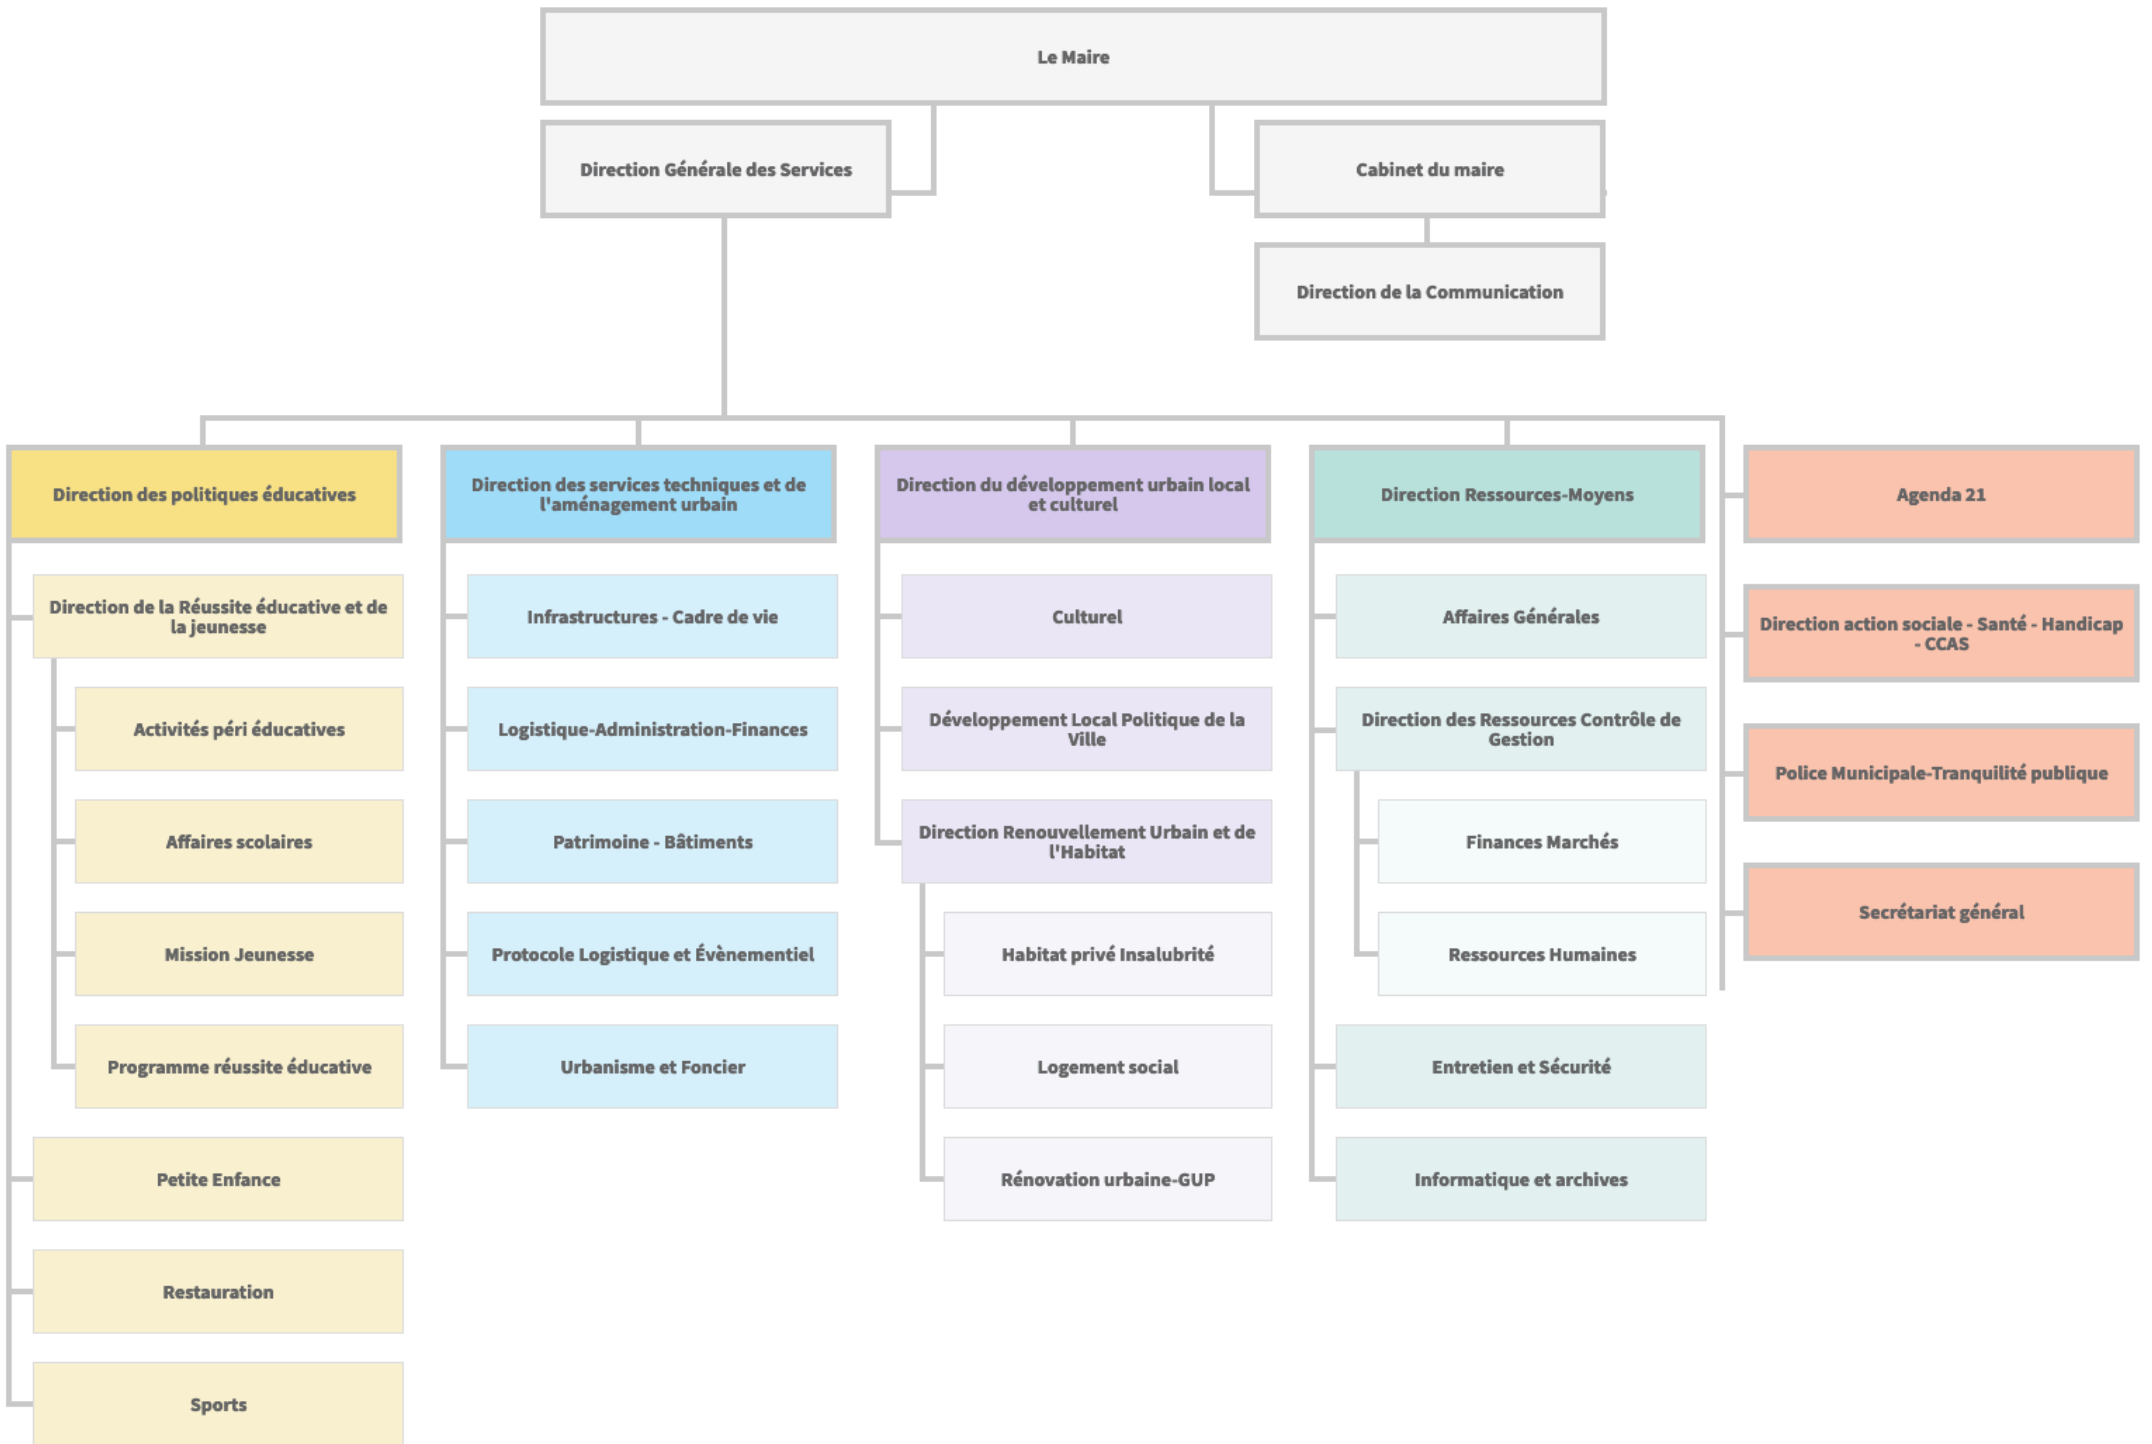 Le Maire
Direction Générale des Services
Cabinet du maire
Direction de la Communication
Direction des politiques éducatives
Direction de la Réussite éducative et de
la jeunesse
Activités péri éducatives
Affaires scolaires
Mission Jeunesse
Programme réussite éducative
Petite Enfance
Restauration
Sports
Direction des services techniques et de
l'aménagement urbain
Infrastructures - Cadre de vie
Logistique-Administration-Finances
Patrimoine - Bâtiments
Protocole Logistique et Évènementiel
Urbanisme et Foncier
Direction du développement urbain local
et culturel
Culturel
Développement Local Politique de la
Ville
Direction Renouvellement Urbain et de
l'Habitat
Habitat privé Insalubrité
Logement social
Rénovation urbaine-GUP
Direction Ressources-Moyens
Affaires Générales
Direction des Ressources Contrôle de
Gestion
Finances Marchés
Ressources Humaines
Entretien et Sécurité
Informatique et archives
Agenda 21
Direction action sociale - Santé - Handicap
- CCAS
Police Municipale-Tranquilité publique
Secrétariat général